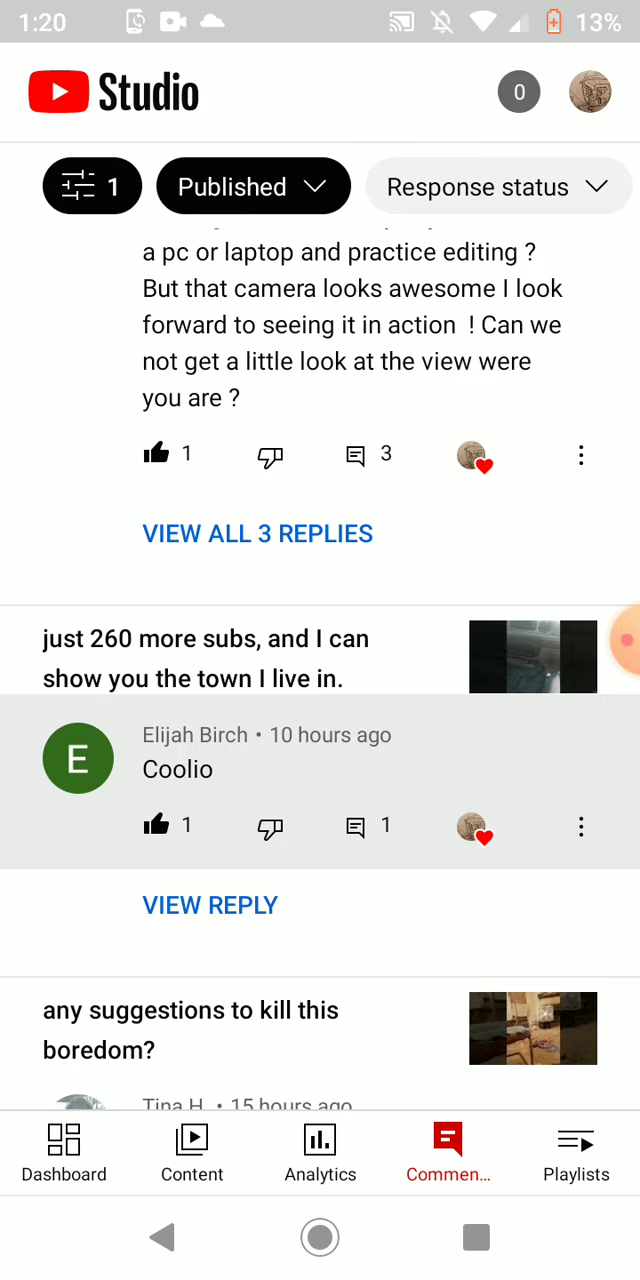 1:20 13%
Studio 0
1 Published Response status
a pc or laptop and practice editing ?
But that camera looks awesome I look
forward to seeing it in action ! Can we
not get a little look at the view were
you are ?
1 3
VIEW ALL 3 REPLIES
just 260 more subs, and I can
show you the town I live in.
E
Elijah Birch • 10 hours ago
Coolio
1 1
VIEW REPLY
any suggestions to kill this
boredom?
Tina H. • 15 hours ago
Dashboard Content Analytics Commen... Playlists